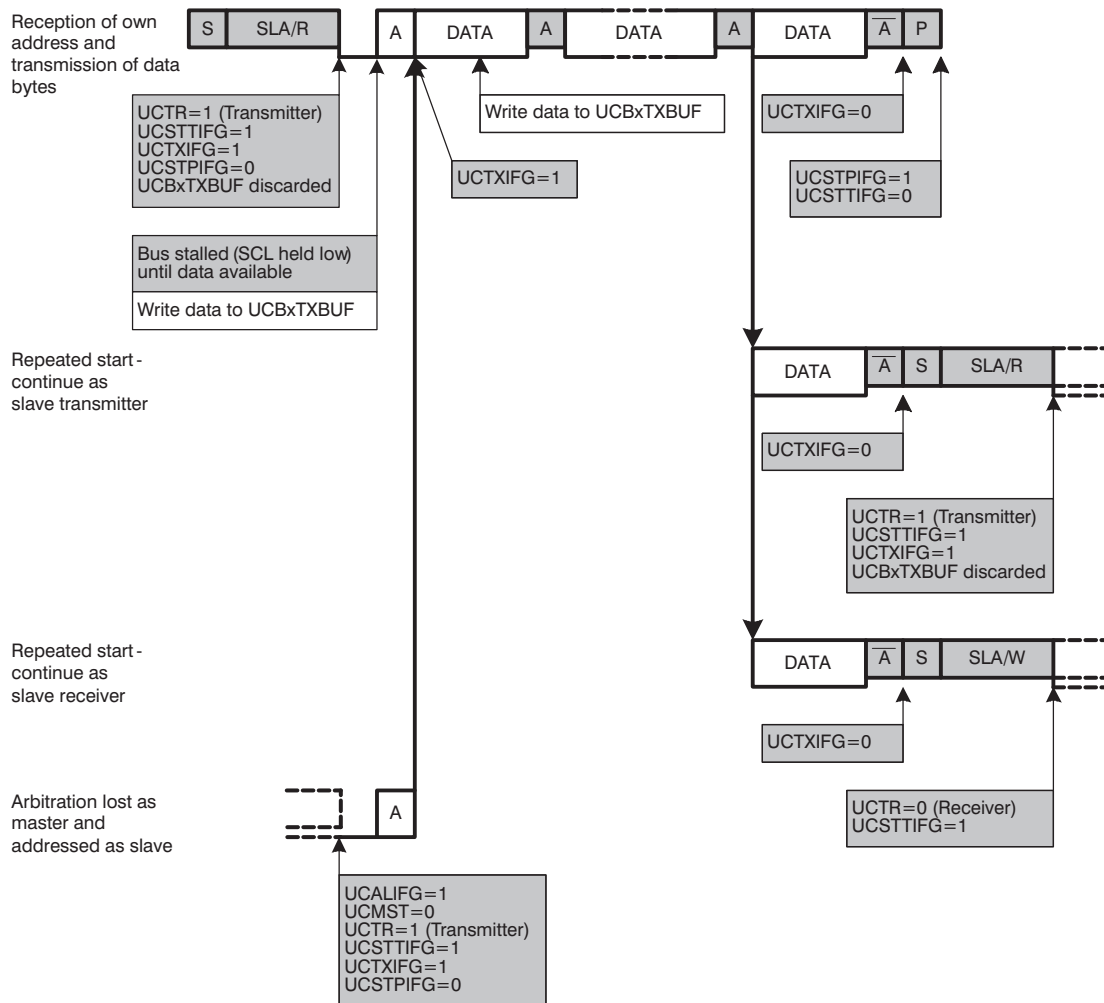 Reception of own
address and
transmission of data
bytes
S SLA/R A DATA A DATA A DATA A P
UCTR=1 (Transmitter)
UCSTTIFG=1
UCTXIFG=1
UCSTPIFG=0
UCBxTXBUF discarded
Write data to UCBxTXBUF
UCTXIFG=0
UCTXIFG=1
UCSTPIFG=1
UCSTTIFG=0
Bus stalled (SCL held low)
until data available
Write data to UCBxTXBUF
Repeated start-
continue as
slave transmitter
DATA A S SLA/R
UCTXIFG=0
UCTR=1 (Transmitter)
UCSTTIFG=1
UCTXIFG=1
UCBxTXBUF discarded
Repeated start-
continue as
slave receiver
DATA A S SLA/W
UCTXIFG=0
UCTR=0 (Receiver)
UCSTTIFG=1
Arbitration lost as
master and
addressed as slave
A
UCALIFG=1
UCMST=0
UCTR=1 (Transmitter)
UCSTTIFG=1
UCTXIFG=1
UCSTPIFG=0